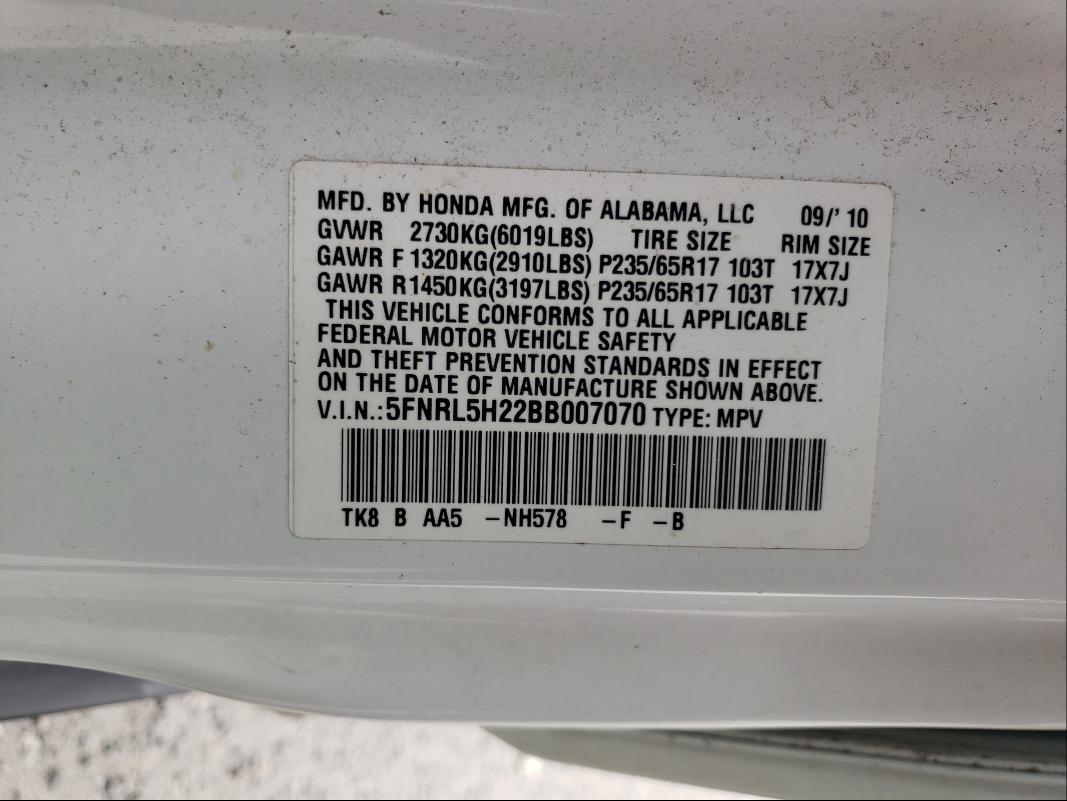 MFD. BY HONDA MFG. OF ALABAMA, LLC 09/' 10
GVWR 2730KG(6019LBS) TIRE SIZE RIM SIZE
GAWR F 1320KG(2910LBS) P235/65R17 103T 17X7J
GAWR R1450KG(3197LBS) P235/65R17 103T 17X7J
THIS VEHICLE CONFORMS TO ALL APPLICABLE
FEDERAL MOTOR VEHICLE SAFETY
AND THEFT PREVENTION STANDARDS IN EFFECT
ON THE DATE OF MANUFACTURE SHOWN ABOVE.
V.I.N.: 5FNRL5H22BB007070 TYPE: MPV
TK8 B AA5 -NH578 -F -B